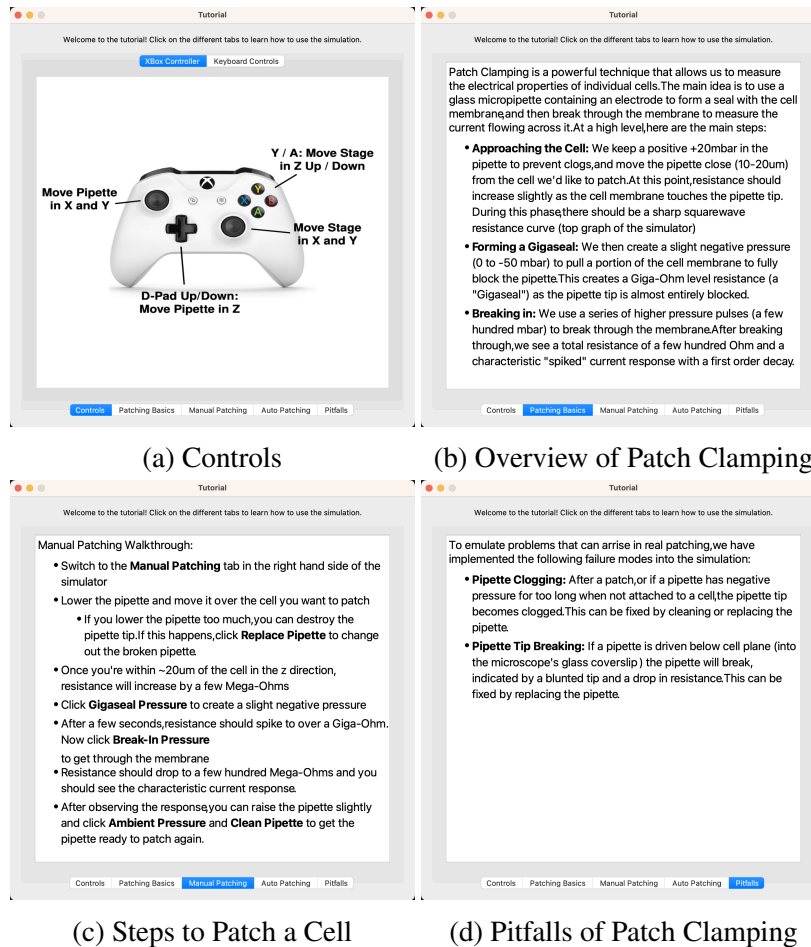 Tutorial
Welcome to the tutorial! Click on the different tabs to learn how to use the simulation.
XBox Controller Keyboard Controls
Y / A: Move Stage
in Z Up / Down
Move Pipette
in X and Y
Y
X B
A
Move Stage
in X and Y
D-Pad Up/Down:
Move Pipette in Z
Controls Patching Basics Manual Patching Auto Patching Pitfalls
(a) Controls
Tutorial
Welcome to the tutorial! Click on the different tabs to learn how to use the simulation.
Patch Clamping is a powerful technique that allows us to measure
the electrical properties of individual cells.The main idea is to use a
glass micropipette containing an electrode to form a seal with the cell
membrane,and then break through the membrane to measure the
current flowing across it.At a high level,here are the main steps:
• Approaching the Cell: We keep a positive +20mbar in the
pipette to prevent clogs,and move the pipette close (10-20um)
from the cell we'd like to patch.At this point,resistance should
increase slightly as the cell membrane touches the pipette tip.
During this phase,there should be a sharp squarewave
resistance curve (top graph of the simulator)
• Forming a Gigaseal: We then create a slight negative pressure
(0 to -50 mbar) to pull a portion of the cell membrane to fully
block the pipette.This creates a Giga-Ohm level resistance (a
"Gigaseal") as the pipette tip is almost entirely blocked.
• Breaking in: We use a series of higher pressure pulses (a few
hundred mbar) to break through the membrane.After breaking
through,we see a total resistance of a few hundred Ohm and a
characteristic "spiked" current response with a first order decay.
Controls Patching Basics Manual Patching Auto Patching Pitfalls
(b) Overview of Patch Clamping
Tutorial
Welcome to the tutorial! Click on the different tabs to learn how to use the simulation.
Manual Patching Walkthrough:
• Switch to the Manual Patching tab in the right hand side of the
simulator
• Lower the pipette and move it over the cell you want to patch
• If you lower the pipette too much,you can destroy the
pipette tip.If this happens,click Replace Pipette to change
out the broken pipette.
• Once you're within ~20um of the cell in the z direction,
resistance will increase by a few Mega-Ohms
• Click Gigaseal Pressure to create a slight negative pressure
• After a few seconds,resistance should spike to over a Giga-Ohm.
Now click Break-In Pressure
to get through the membrane
• Resistance should drop to a few hundred Mega-Ohms and you
should see the characteristic current response.
• After observing the response,you can raise the pipette slightly
and click Ambient Pressure and Clean Pipette to get the
pipette ready to patch again.
Controls Patching Basics Manual Patching Auto Patching Pitfalls
(c) Steps to Patch a Cell
Tutorial
Welcome to the tutorial! Click on the different tabs to learn how to use the simulation.
To emulate problems that can arrise in real patching,we have
implemented the following failure modes into the simulation:
• Pipette Clogging: After a patch,or if a pipette has negative
pressure for too long when not attached to a cell,the pipette tip
becomes clogged.This can be fixed by cleaning or replacing the
pipette.
• Pipette Tip Breaking: If a pipette is driven below cell plane (into
the microscope's glass coverslip) the pipette will break,
indicated by a blunted tip and a drop in resistance.This can be
fixed by replacing the pipette.
Controls Patching Basics Manual Patching Auto Patching Pitfalls
(d) Pitfalls of Patch Clamping